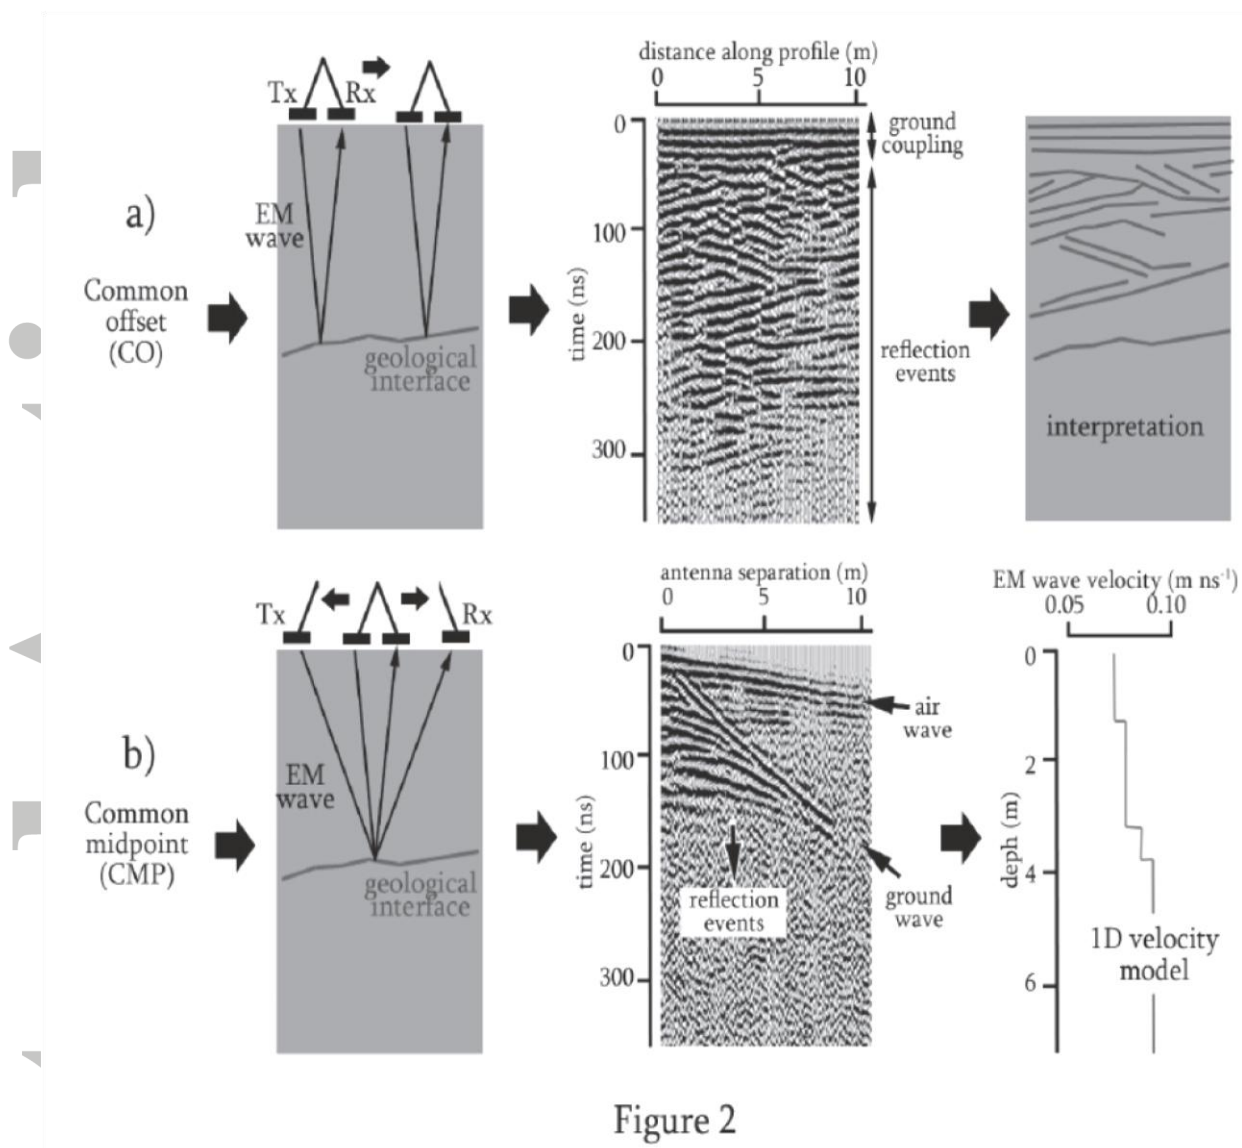 distance along profile (m)
0 5 10
Tx Rx
a)
Common
offset
(CO)
EM
wave
geological
interface
time (ns)
0
100
200
300
ground
coupling
reflection
events
interpretation
b)
Common
midpoint
(CMP)
Tx Rx
EM
wave
geological
interface
antenna separation (m)
0 5 10
time (ns)
0
100
200
300
air
wave
ground
wave
reflection
events
EM wave velocity (m ns⁻¹)
0.05 0.10
deph (m)
0
2
4
6
1D velocity
model
Figure 2